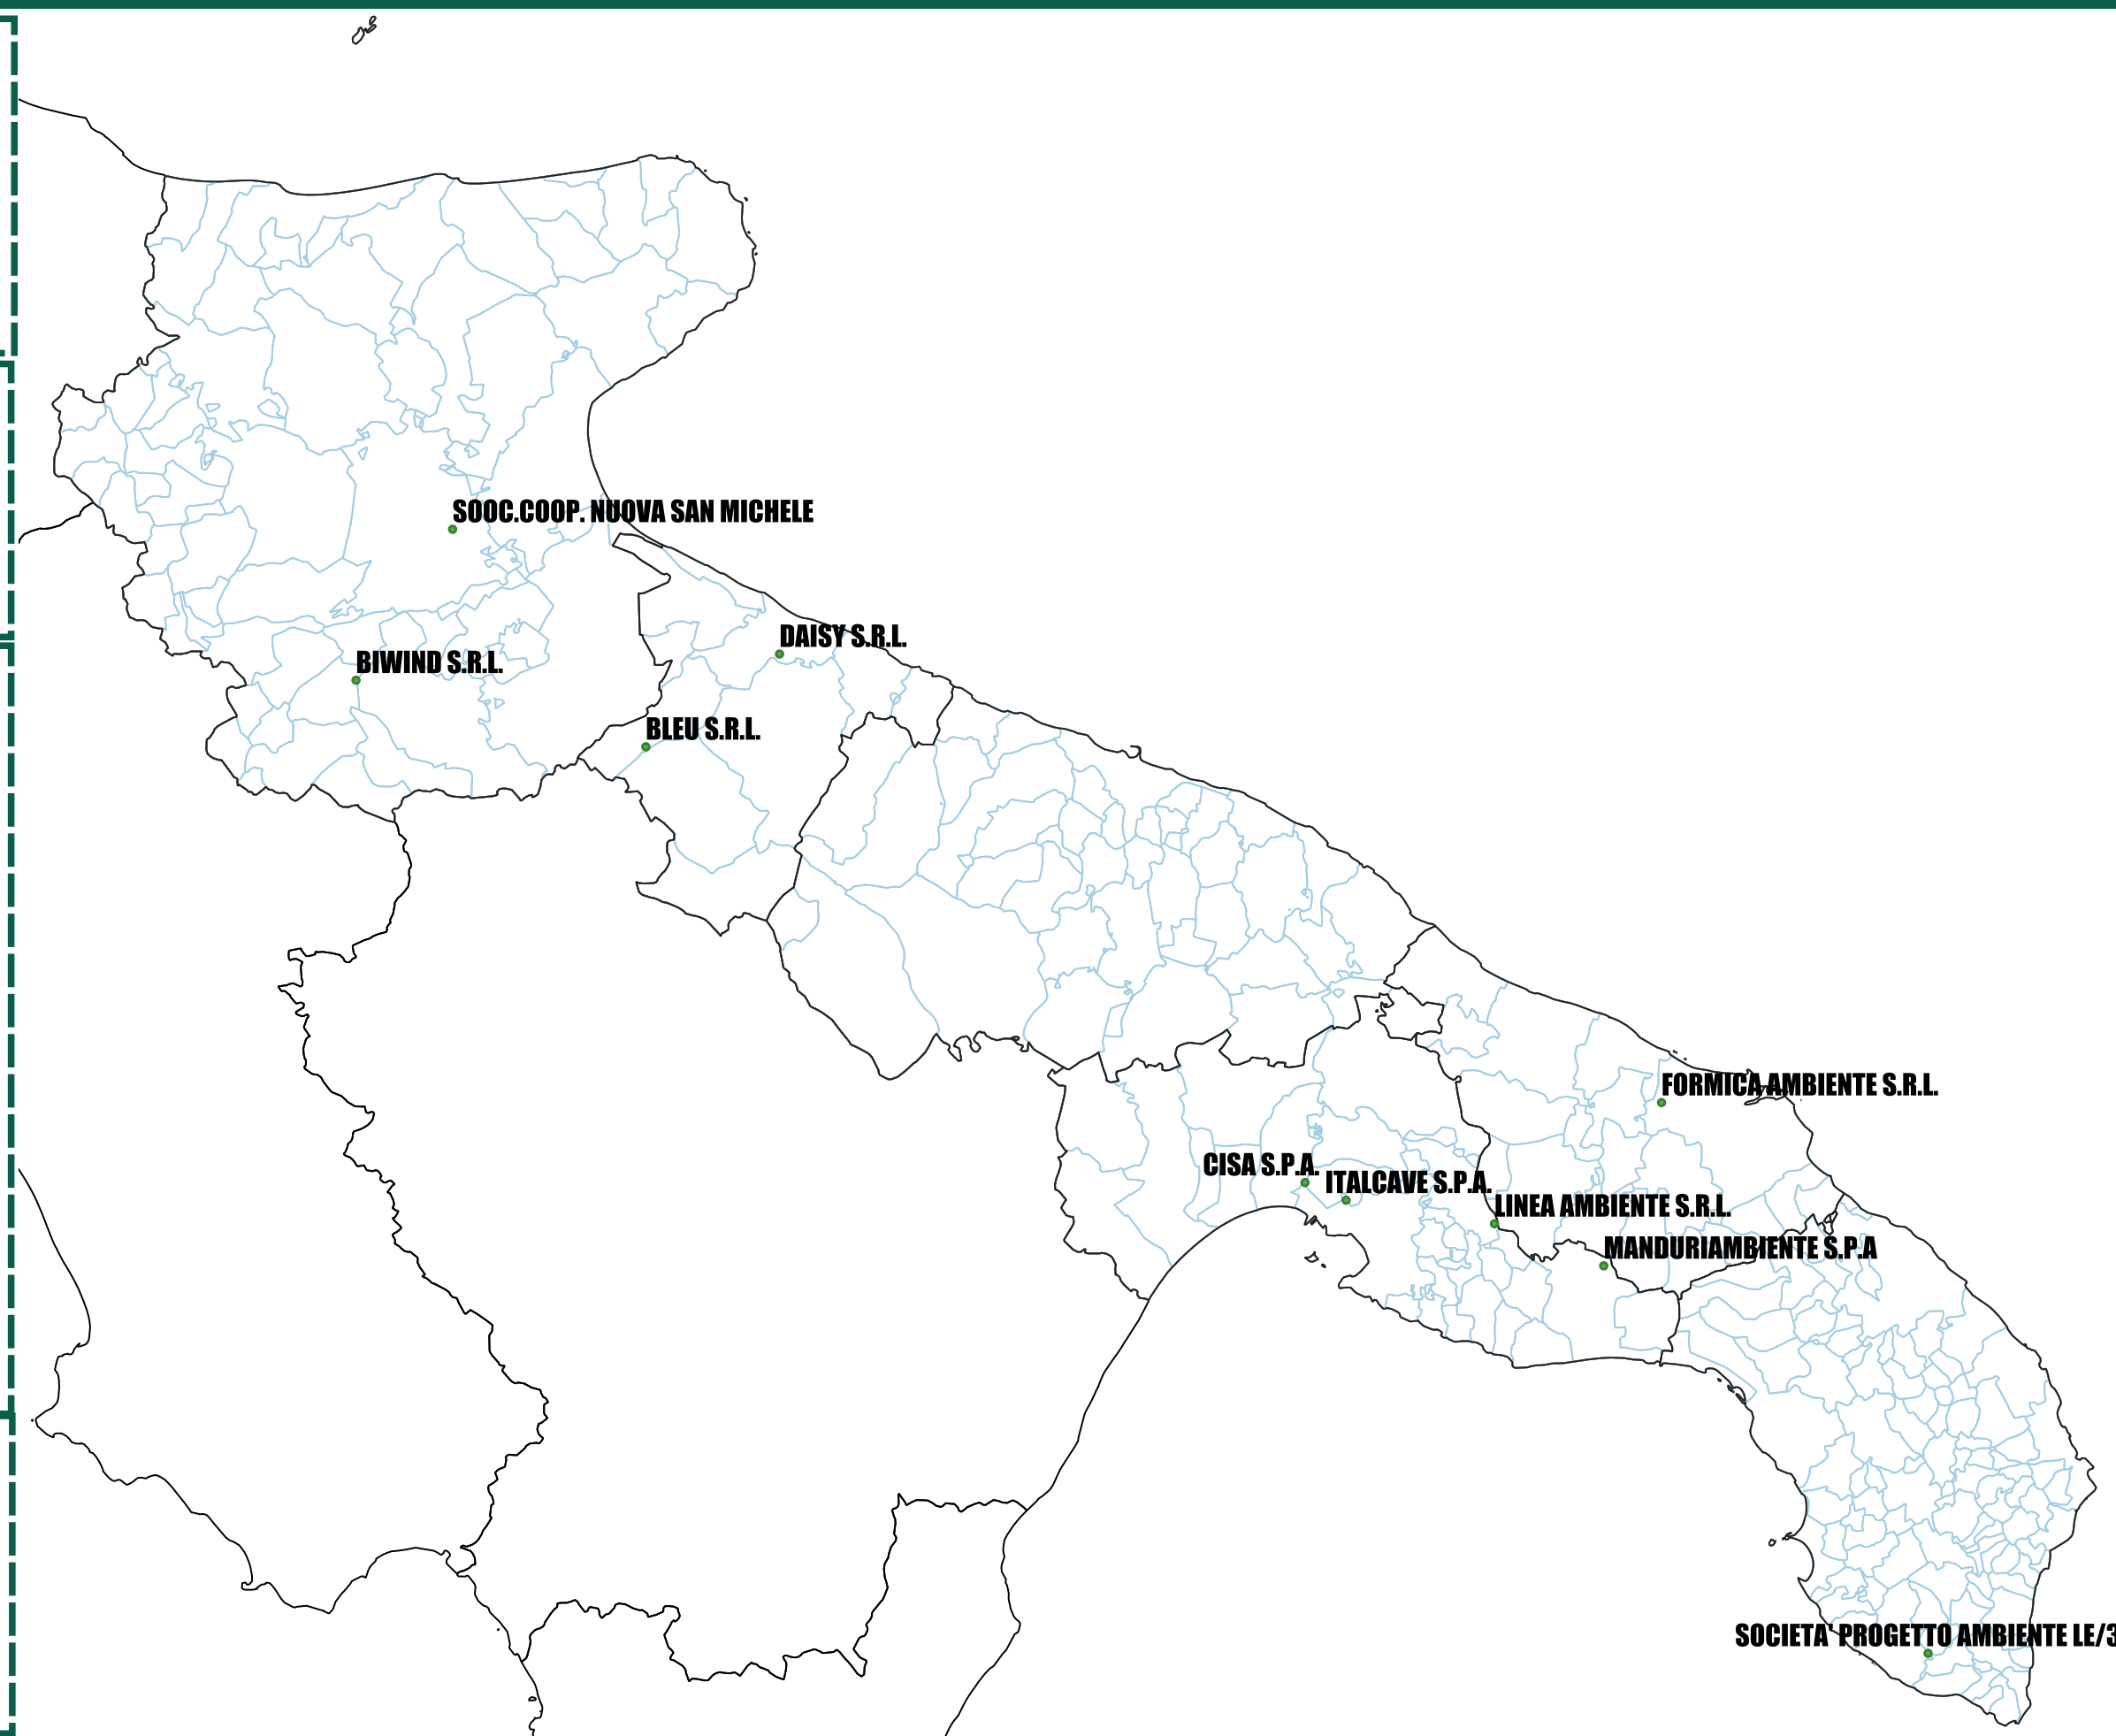 SOOC.COOP. NUOVA SAN MICHELE
DAISY S.R.L.
BIWIND S.R.L.
BLEU S.R.L.
FORMICA AMBIENTE S.R.L.
CISA S.P.A.
ITALCAVE S.P.A.
LINEA AMBIENTE S.R.L.
MANDURIAMBIENTE S.P.A
SOCIETA' PROGETTO AMBIENTE LE/3